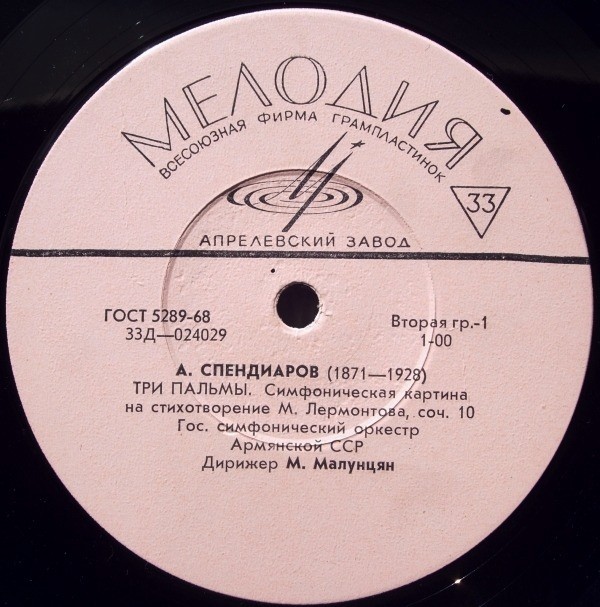 МЕЛОДИЯ
ВСЕСОЮЗНАЯ ФИРМА ГРАМПЛАСТИНОК
33
АПРЕЛЕВСКИЙ ЗАВОД
ГОСТ 5289-68
33Д—024029
Вторая гр.-1
1-00
А. СПЕНДИАРОВ (1871—1928)
ТРИ ПАЛЬМЫ. Симфоническая картина
на стихотворение М. Лермонтова, соч. 10
Гос. симфонический оркестр
Армянской ССР
Дирижер М. Малунцян